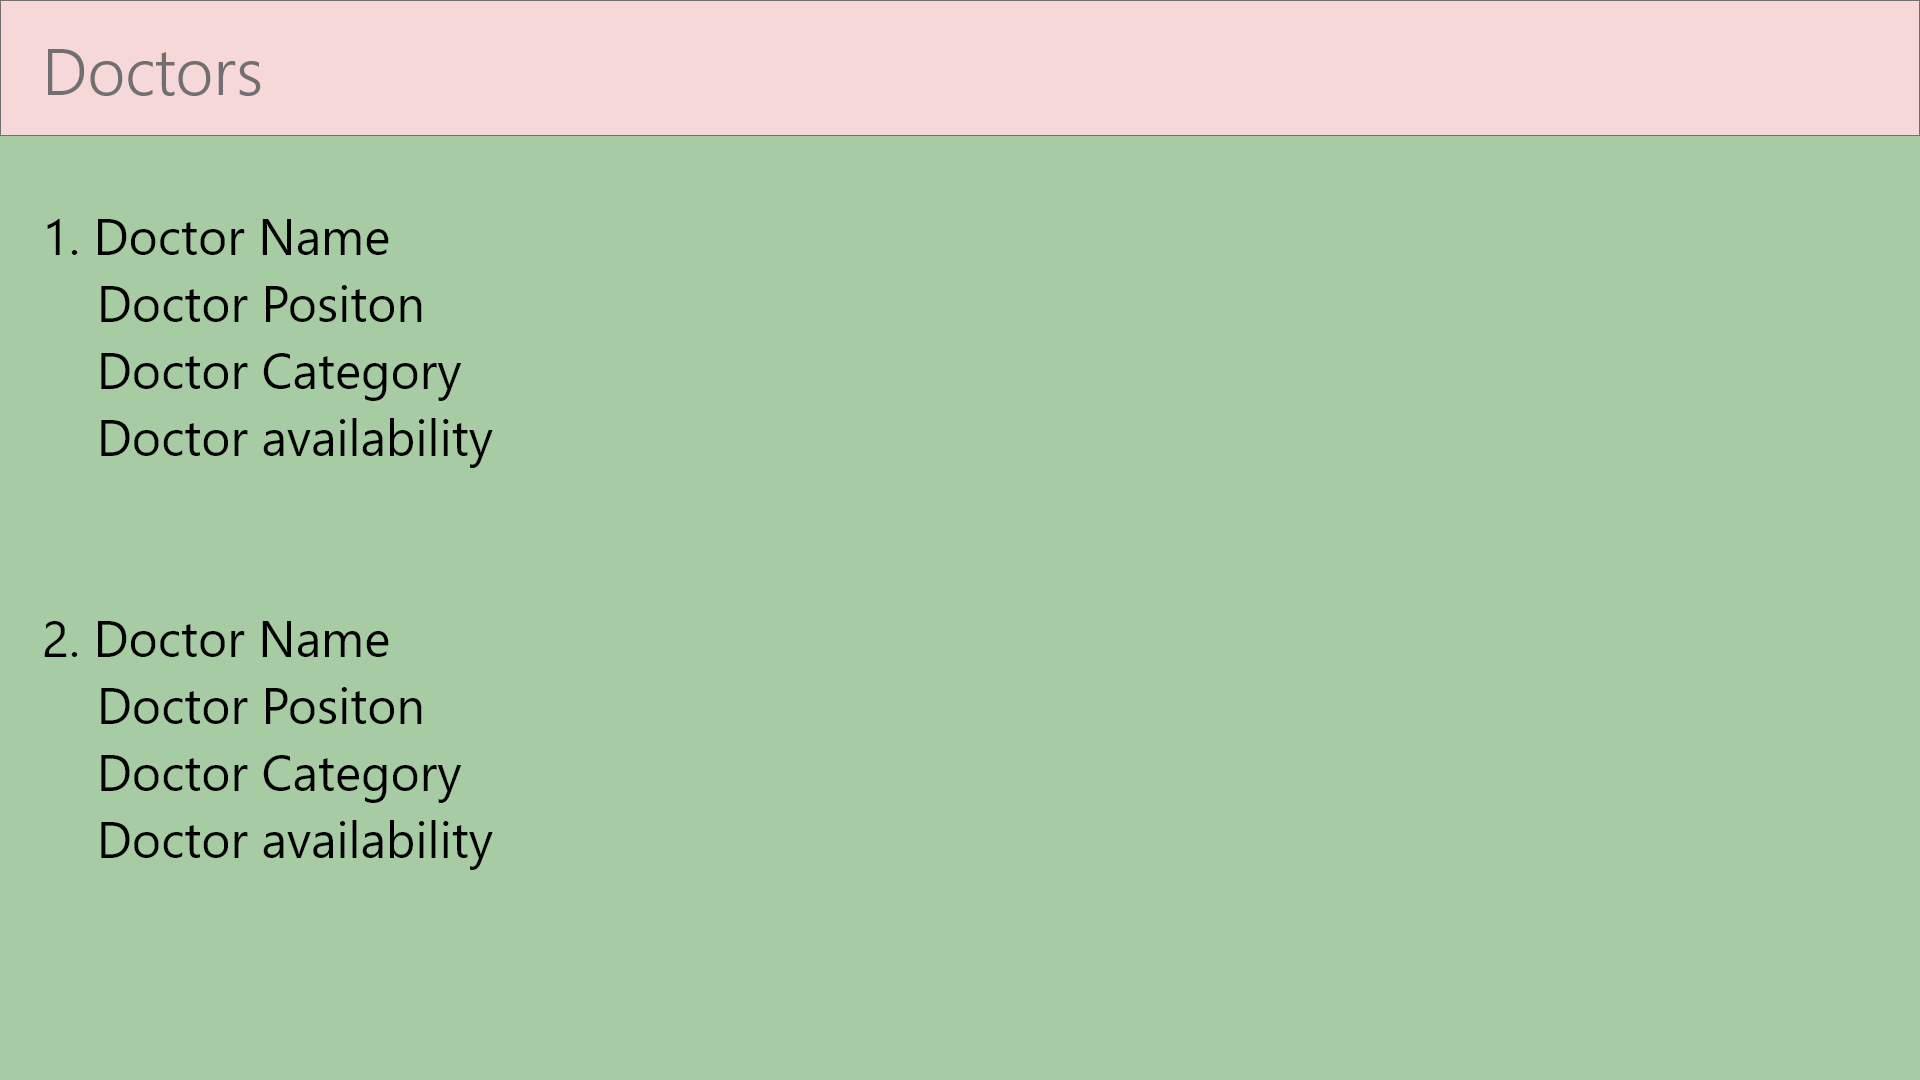 Doctors
1. Doctor Name
Doctor Positon
Doctor Category
Doctor availability
2. Doctor Name
Doctor Positon
Doctor Category
Doctor availability